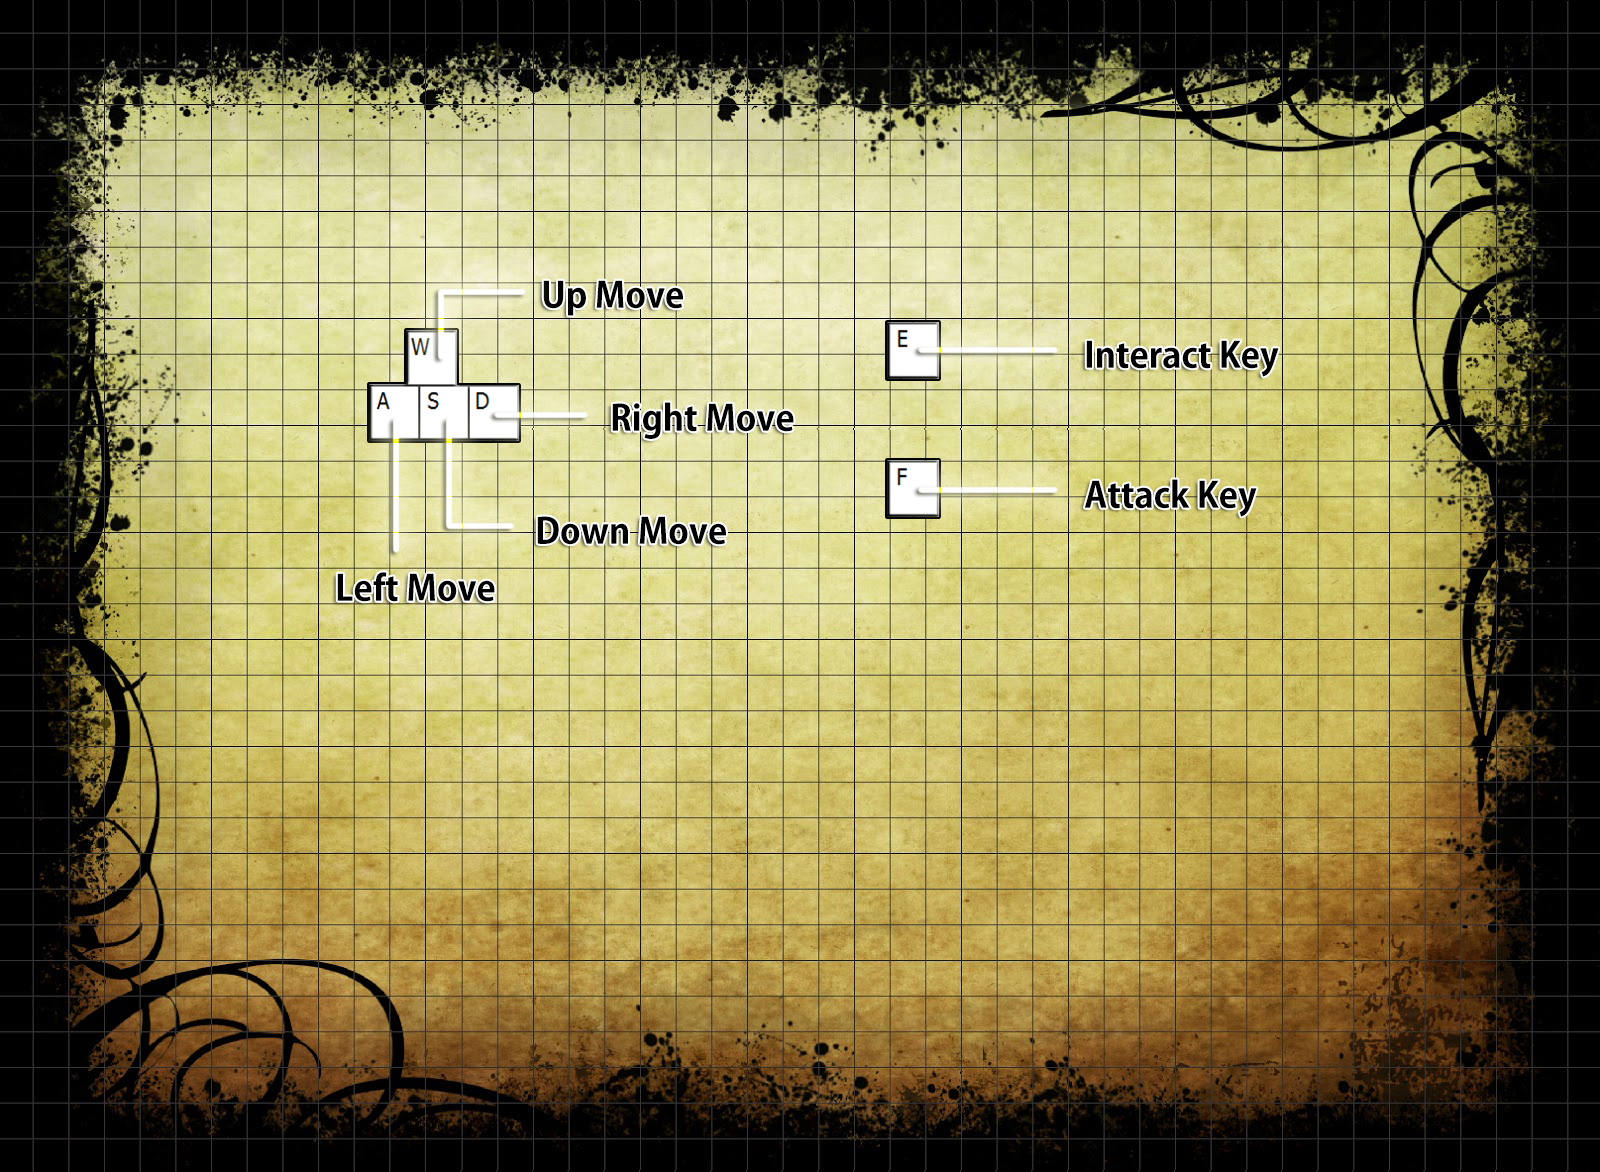 Up Move
W
E
Interact Key
A S D
Right Move
F
Attack Key
Down Move
Left Move